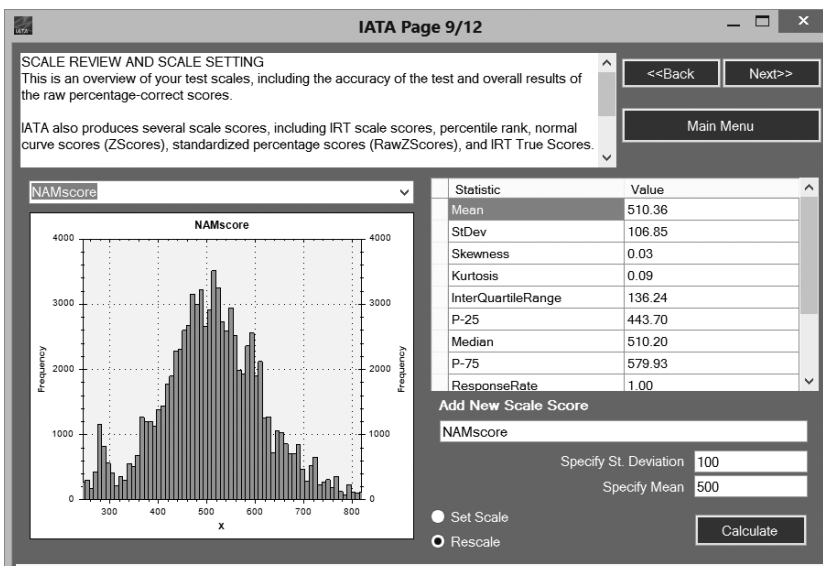 IATA
IATA Page 9/12
SCALE REVIEW AND SCALE SETTING
This is an overview of your test scales, including the accuracy of the test and overall results of
the raw percentage-correct scores.
IATA also produces several scale scores, including IRT scale scores, percentile rank, normal
curve scores (ZScores), standardized percentage scores (RawZScores), and IRT True Scores.
<<Back
Next>>
Main Menu
NAMscore
NAMscore
4000
3000
2000
1000
0
Frequency
300 400 500 600 700 800
X
4000
3000
2000
1000
0
Frequency
Statistic Value
Mean 510.36
StDev 106.85
Skewness 0.03
Kurtosis 0.09
InterQuartileRange 136.24
P-25 443.70
Median 510.20
P-75 579.93
ResponseRate 1.00
Add New Scale Score
NAMscore
Specify St. Deviation 100
Specify Mean 500
Set Scale
Rescale
Calculate